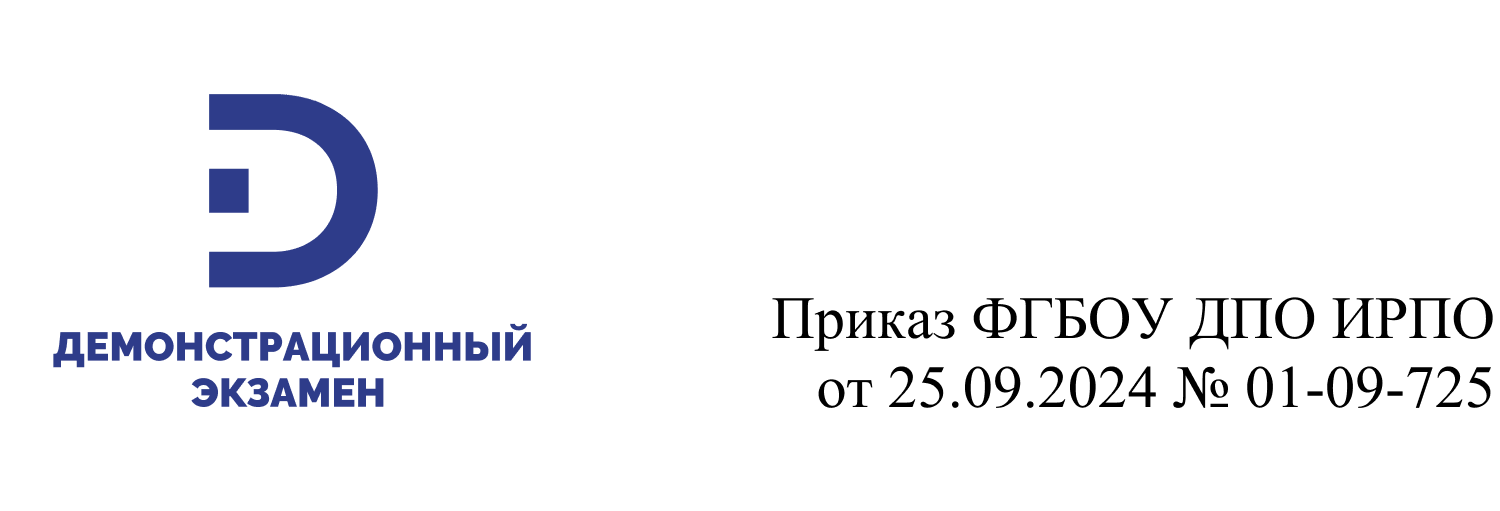 ДЕМОНСТРАЦИОННЫЙ
ЭКЗАМЕН
Приказ ФГБОУ ДПО ИРПО
от 25.09.2024 № 01-09-725